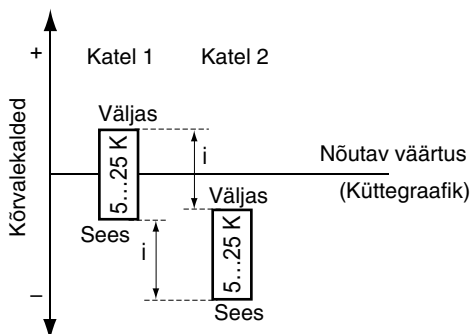 +
Katel 1
Katel 2
Väljas
i
Nõutav väärtus
(Küttegraafik)
5...25 K
Kõrvalekalded
Väljas
Sees
i
5...25 K
–
Sees